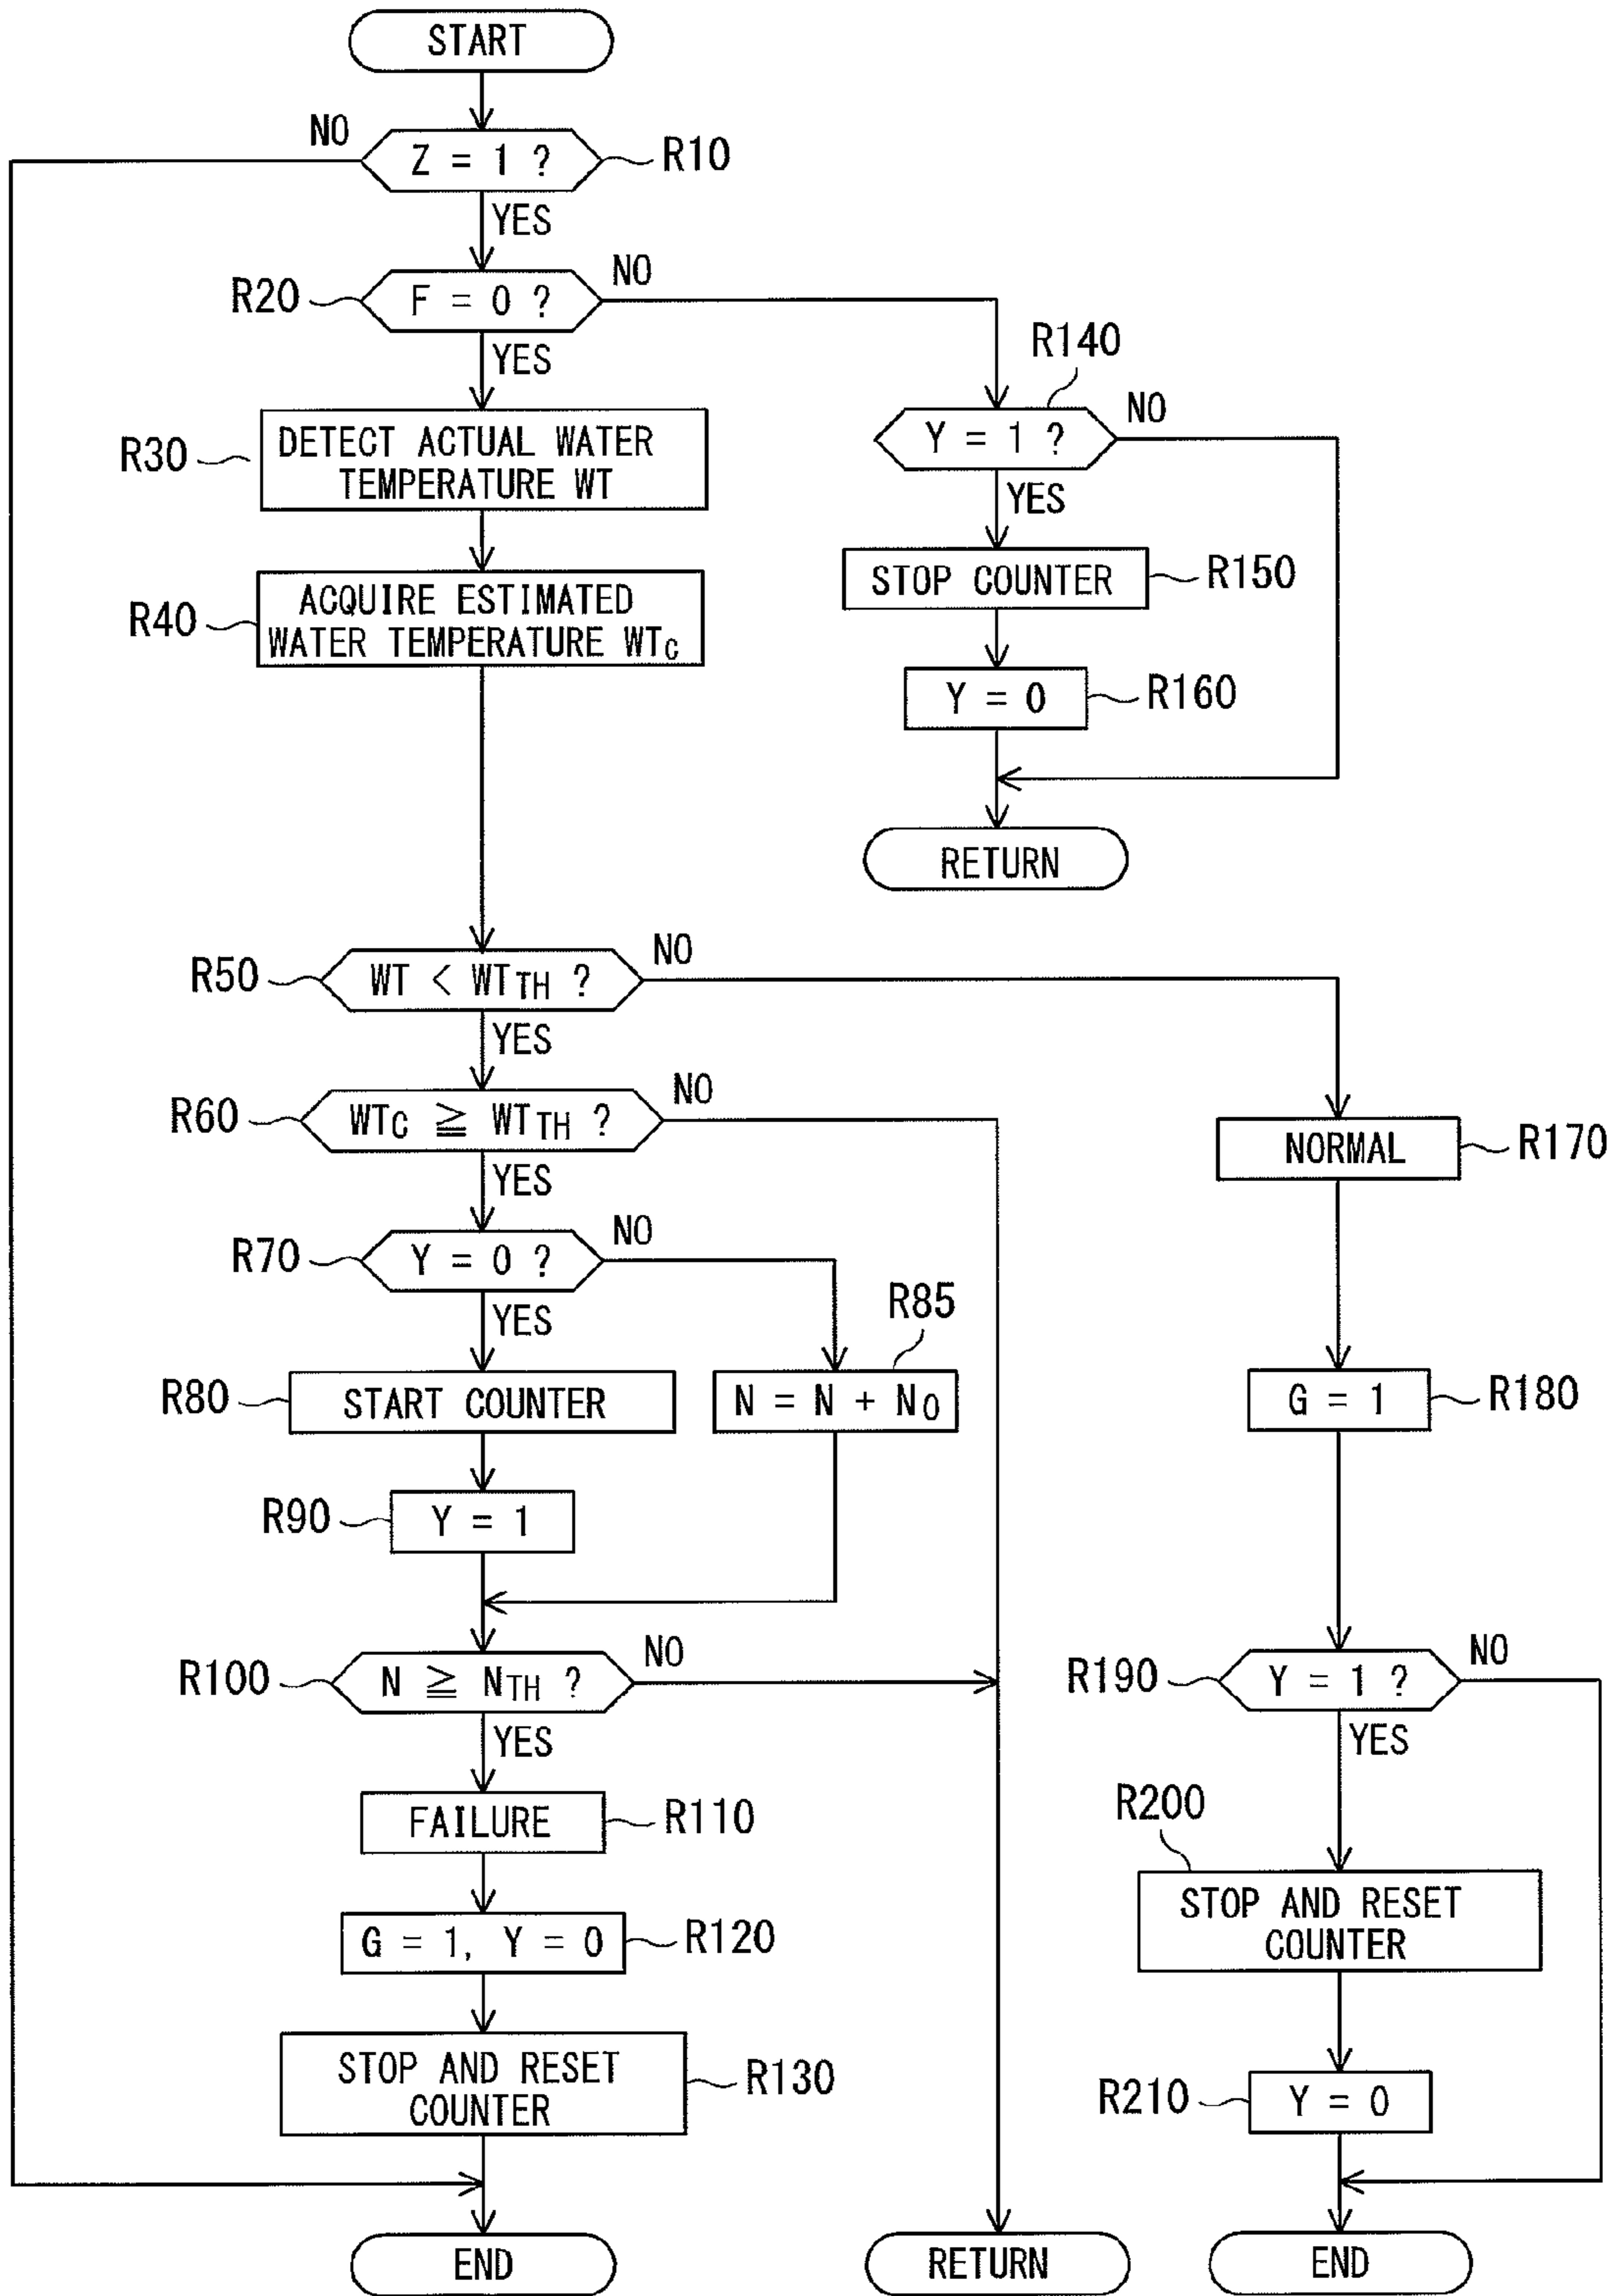 START
NO
Z = 1 ?
R10
YES
R20
F = 0 ?
NO
YES
R140
R30
DETECT ACTUAL WATER
TEMPERATURE WT
Y = 1 ?
NO
YES
R40
ACQUIRE ESTIMATED
WATER TEMPERATURE WTC
STOP COUNTER
R150
Y = 0
R160
RETURN
R50
WT < WTTH ?
NO
YES
R60
WTC ≧ WTTH ?
NO
YES
NORMAL
R170
R70
Y = 0 ?
NO
YES
R85
R80
START COUNTER
N = N + N0
G = 1
R180
R90
Y = 1
R100
N ≧ NTH ?
NO
YES
R190
Y = 1 ?
NO
YES
FAILURE
R110
R200
STOP AND RESET
COUNTER
G = 1, Y = 0
R120
STOP AND RESET
COUNTER
R130
R210
Y = 0
END
RETURN
END